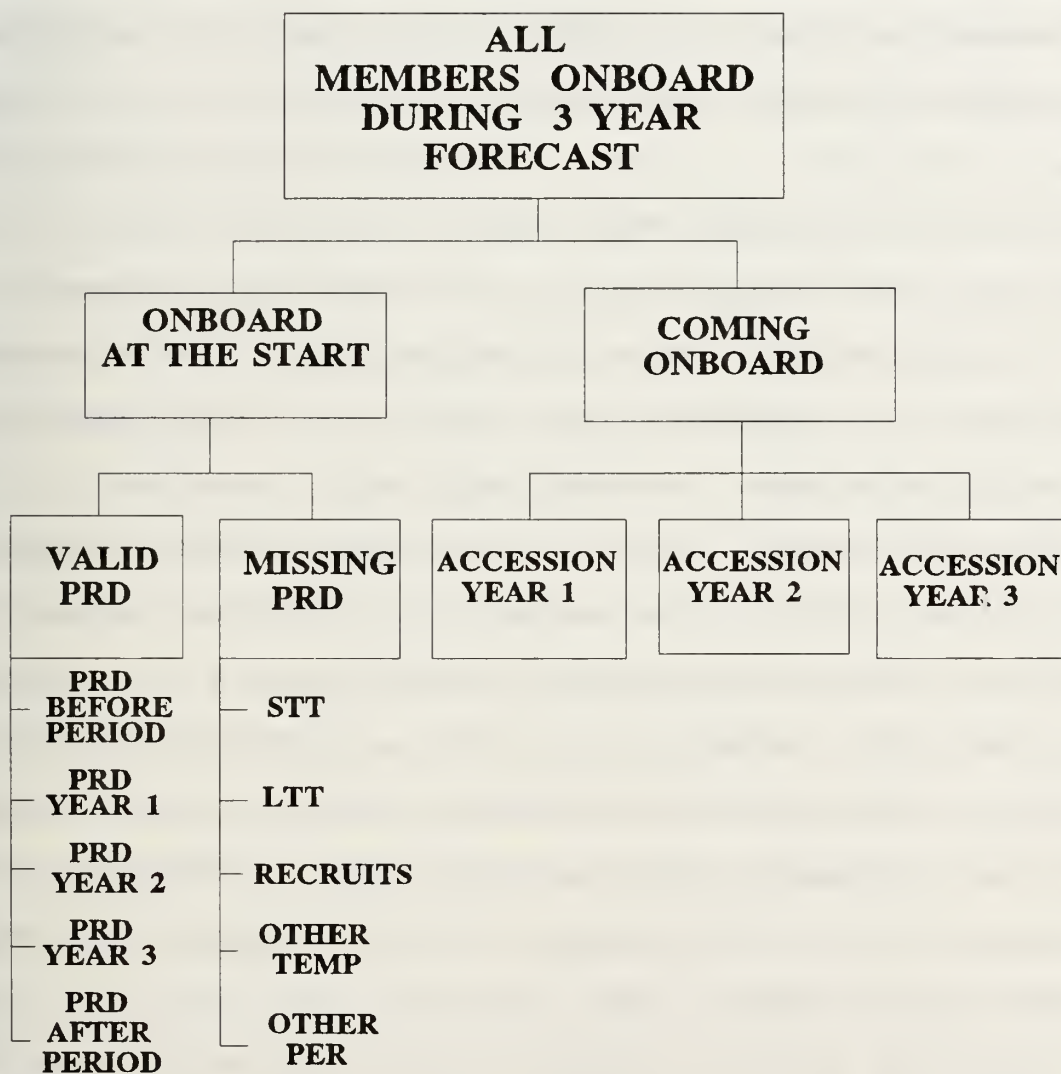 ALL
MEMBERS ONBOARD
DURING 3 YEAR
FORECAST
ONBOARD
AT THE START
COMING
ONBOARD
VALID
PRD
MISSING
PRD
ACCESSION
YEAR 1
ACCESSION
YEAR 2
ACCESSION
YEAR 3
PRD
BEFORE
PERIOD
PRD
YEAR 1
PRD
YEAR 2
PRD
YEAR 3
PRD
AFTER
PERIOD
STT
LTT
RECRUITS
OTHER
TEMP
OTHER
PER